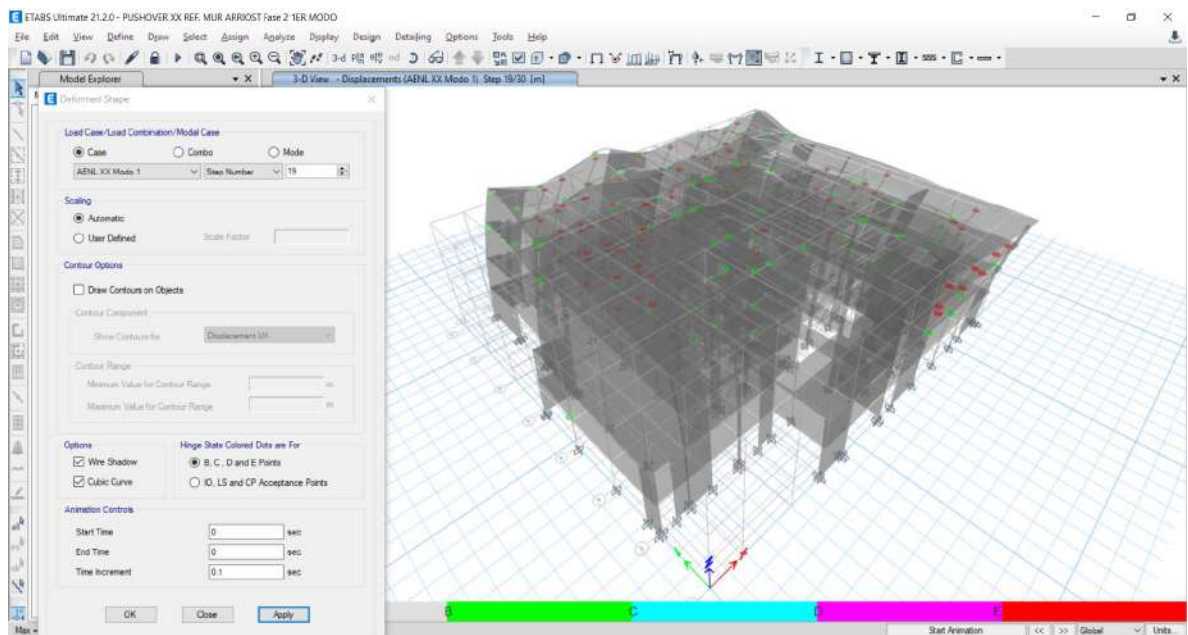 ETABS Ultimate 21.2.0 - PUSHOVER XX REF. MUR ARRIOST Fase 2 1ER MODO
File Edit View Define Draw Select Assign Analyze Display Design Detailing Options Tools Help
3-d
nd
Model Explorer
3-D View - Displacements (AENL XX Modo 1) Step 19/30 [m]
Deformed Shape
Load Case/Load Combination/Modal Case
Case Combo Mode
AENL XX Modo 1 Step Number 19
Scaling
Automatic
User Defined Scale Factor
Contour Options
Draw Contours on Objects
Contour Component
Show Contours for Displacement
Contour Range
Minimum Value for Contour Range m
Maximum Value for Contour Range m
Options Hinge State Colored Dots are For
Wire Shadow B, C, D and E Points
Cubic Curve IO, LS and CP Acceptance Points
Animation Controls
Start Time 0 sec
End Time 0 sec
Time Increment 0.1 sec
OK Close Apply
B C D E
Max =
Start Animation << >> Global Units...